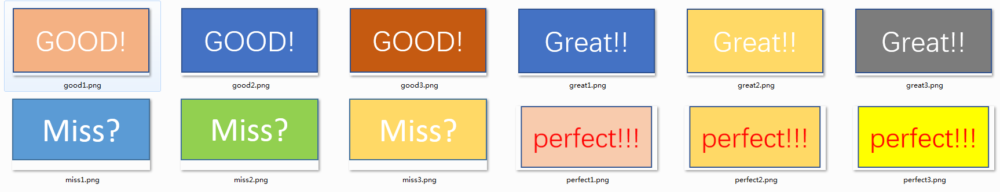 GOOD! GOOD! GOOD! Great!! Great!! Great!!
good1.png good2.png good3.png great1.png great2.png great3.png
Miss? Miss? Miss? perfect!!! perfect!!! perfect!!!
miss1.png miss2.png miss3.png perfect1.png perfect2.png perfect3.png